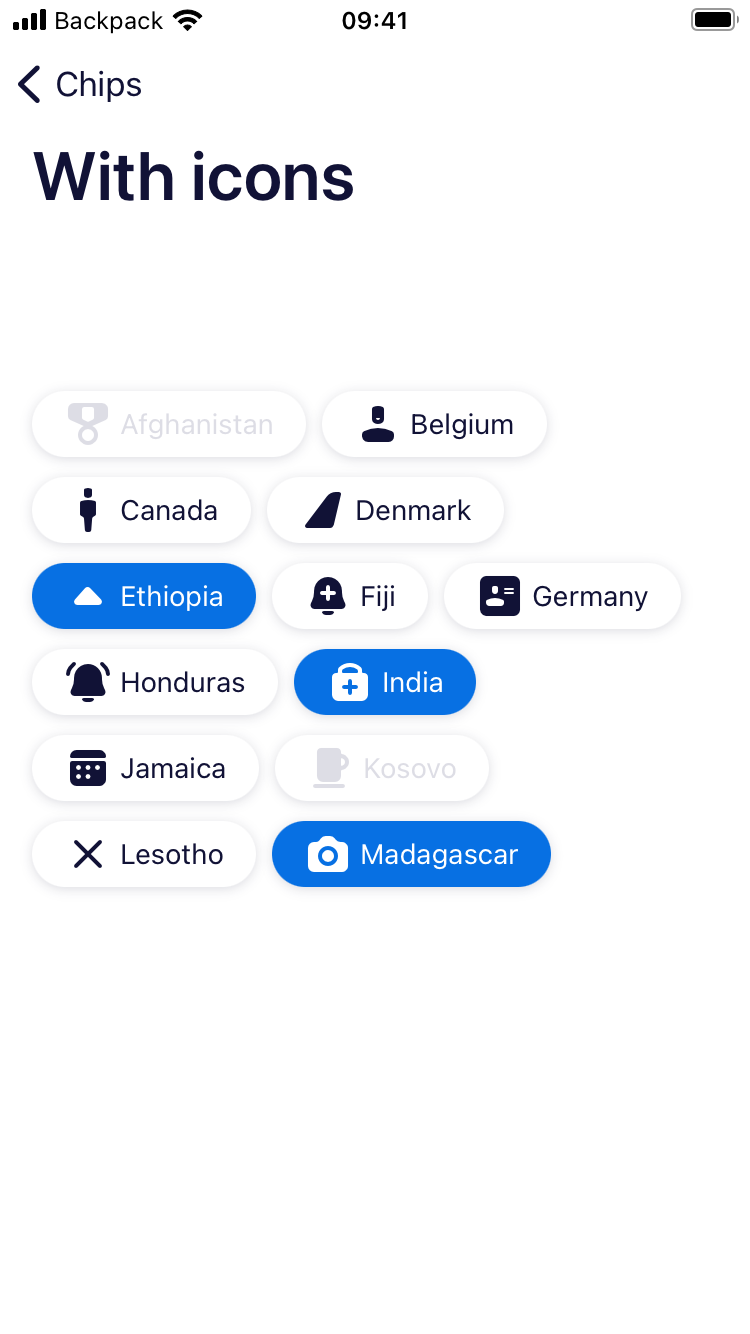 Backpack 09:41
Chips
With icons
Afghanistan Belgium
Canada Denmark
Ethiopia Fiji Germany
Honduras India
Jamaica Kosovo
Lesotho Madagascar